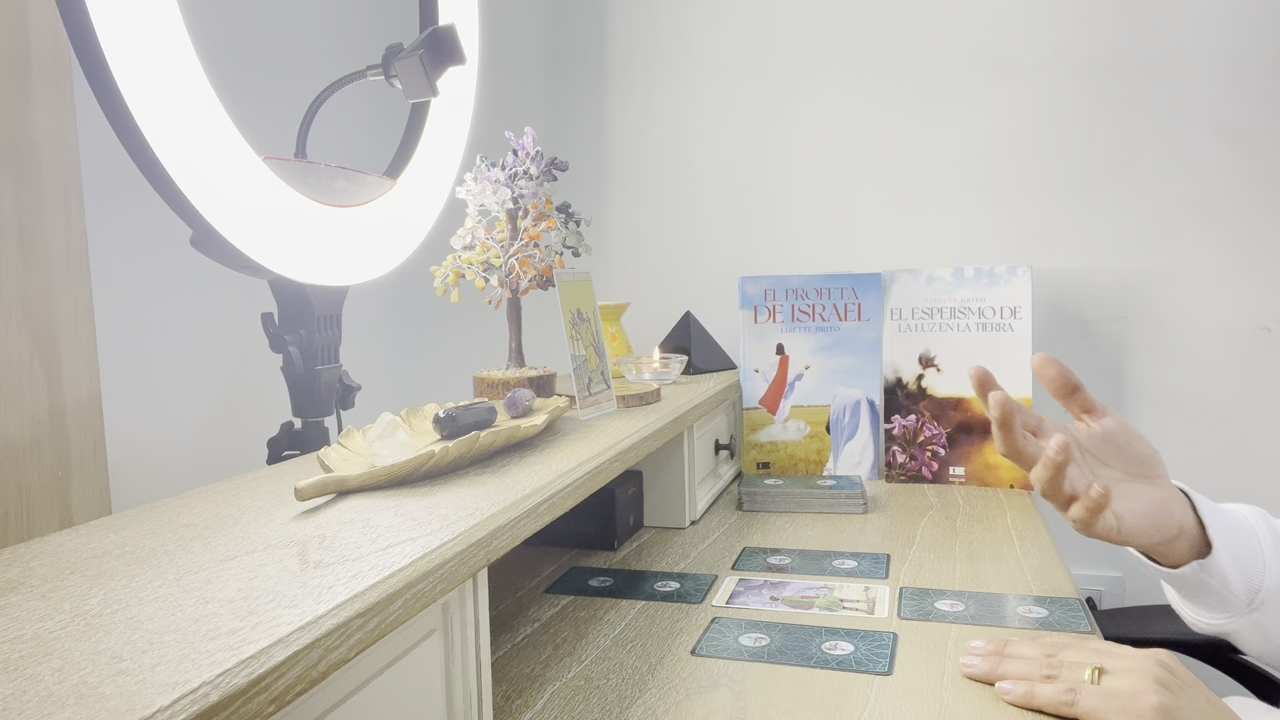 EL PROFETA
DE ISRAEL
LISETTE BRITO
LISETTE BRITO
EL ESPEJISMO DE
LA LUZ EN LA TIERRA